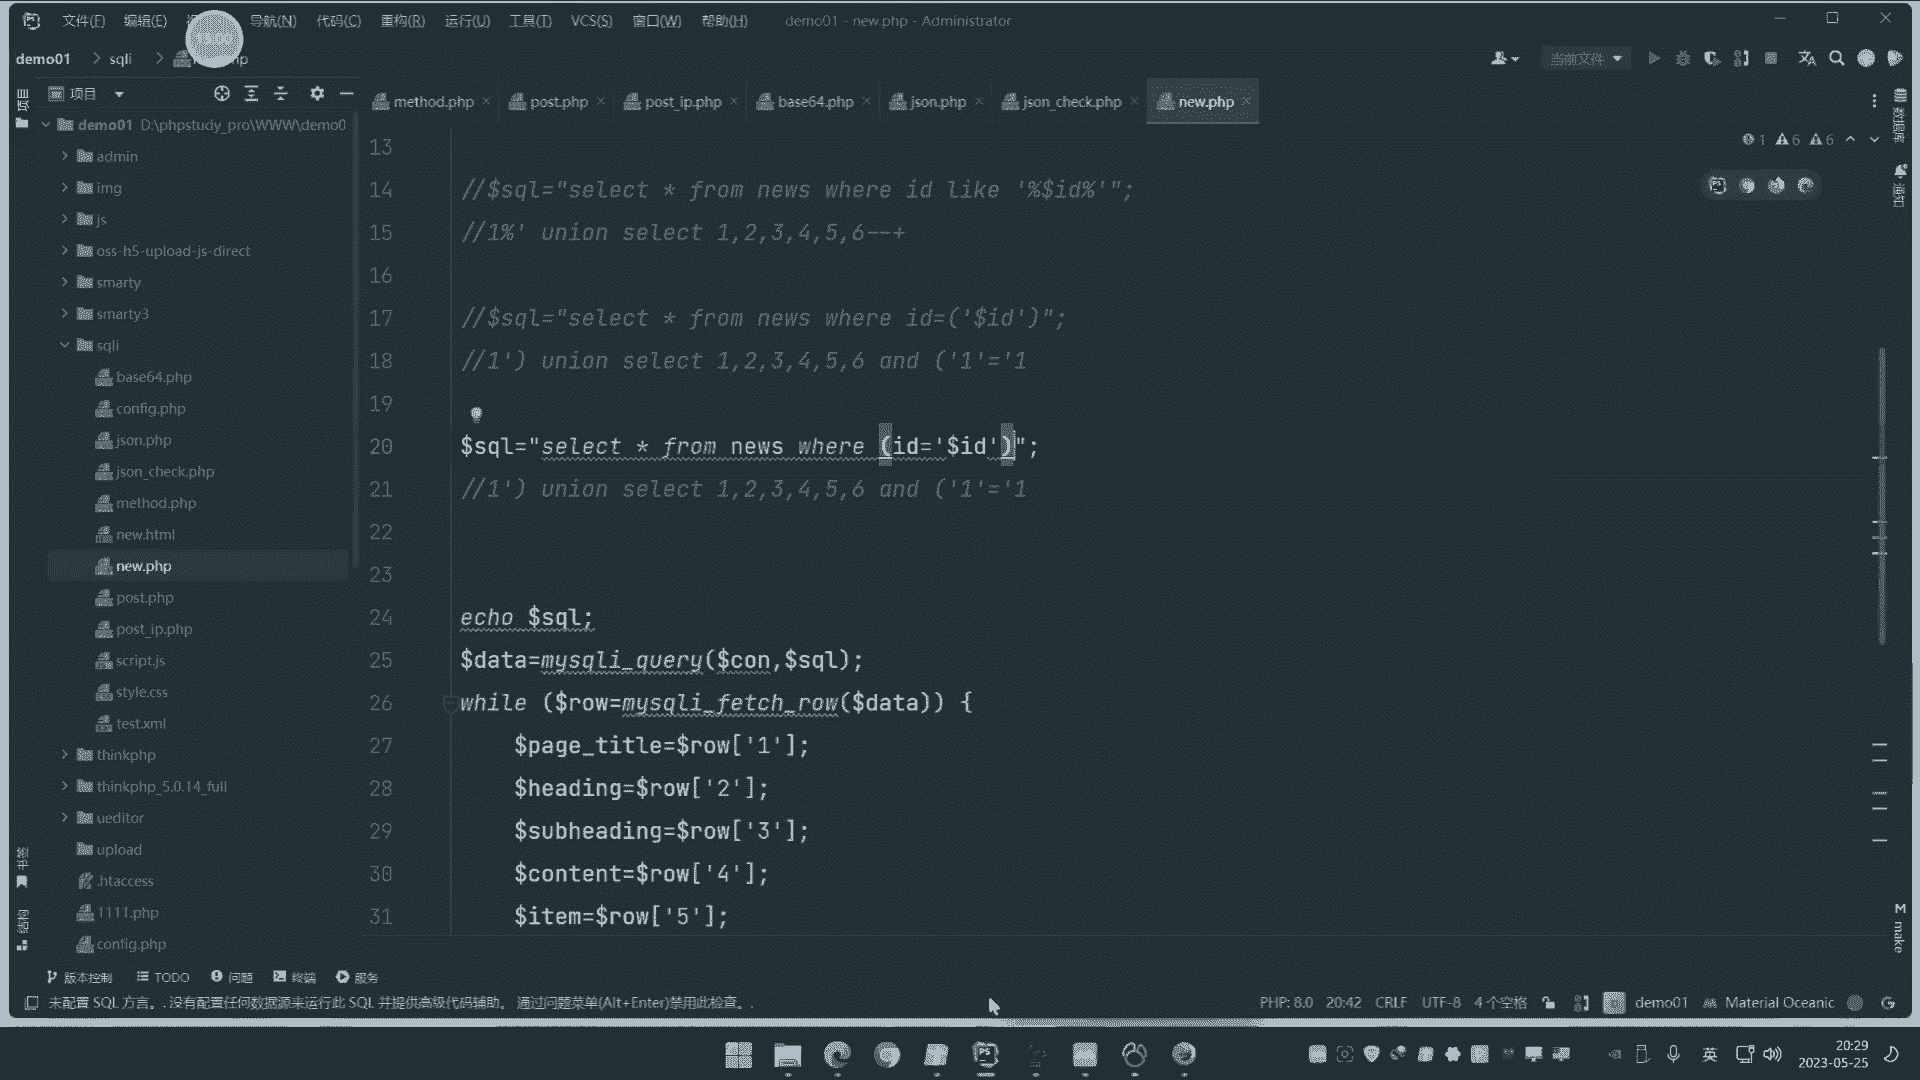 文件(F) 编辑(E) 导航(N) 代码(C) 重构(R) 运行(U) 工具(T) VCS(S) 窗口(W) 帮助(H) demo01 - new.php - Administrator
demo01 sqli hp 当前文件
项目 method.php post.php post_ip.php base64.php json.php json_check.php new.php
项目
demo01 D:\phpstudy_pro\WWW\demo0
admin
img
js
oss-h5-upload-js-direct
smarty
smarty3
sqli
base64.php
config.php
json.php
json_check.php
method.php
new.html
new.php
post.php
post_ip.php
script.js
style.css
test.xml
thinkphp
thinkphp_5.0.14_full
ueditor
upload
.htaccess
1111.php
config.php
书签
结构
1 6 6
数据库
通知
M make
13
14 //$sql="select * from news where id like '%$id%'";
15 //1%' union select 1,2,3,4,5,6--+
16
17 //$sql="select * from news where id=('$id')";
18 //1') union select 1,2,3,4,5,6 and ('1'='1
19
20 $sql="select * from news where (id='$id')";
21 //1') union select 1,2,3,4,5,6 and ('1'='1
22
23
24 echo $sql;
25 $data=mysqli_query($con,$sql);
26 while ($row=mysqli_fetch_row($data)) {
27 $page_title=$row['1'];
28 $heading=$row['2'];
29 $subheading=$row['3'];
30 $content=$row['4'];
31 $item=$row['5'];
版本控制 TODO 问题 终端 服务
未配置 SQL 方言。. 没有配置任何数据源来运行此 SQL 并提供高级代码辅助。 通过问题菜单(Alt+Enter)禁用此检查。. PHP: 8.0 20:42 CRLF UTF-8 4 个空格 demo01 Material Oceanic
英 20:29
2023-05-25